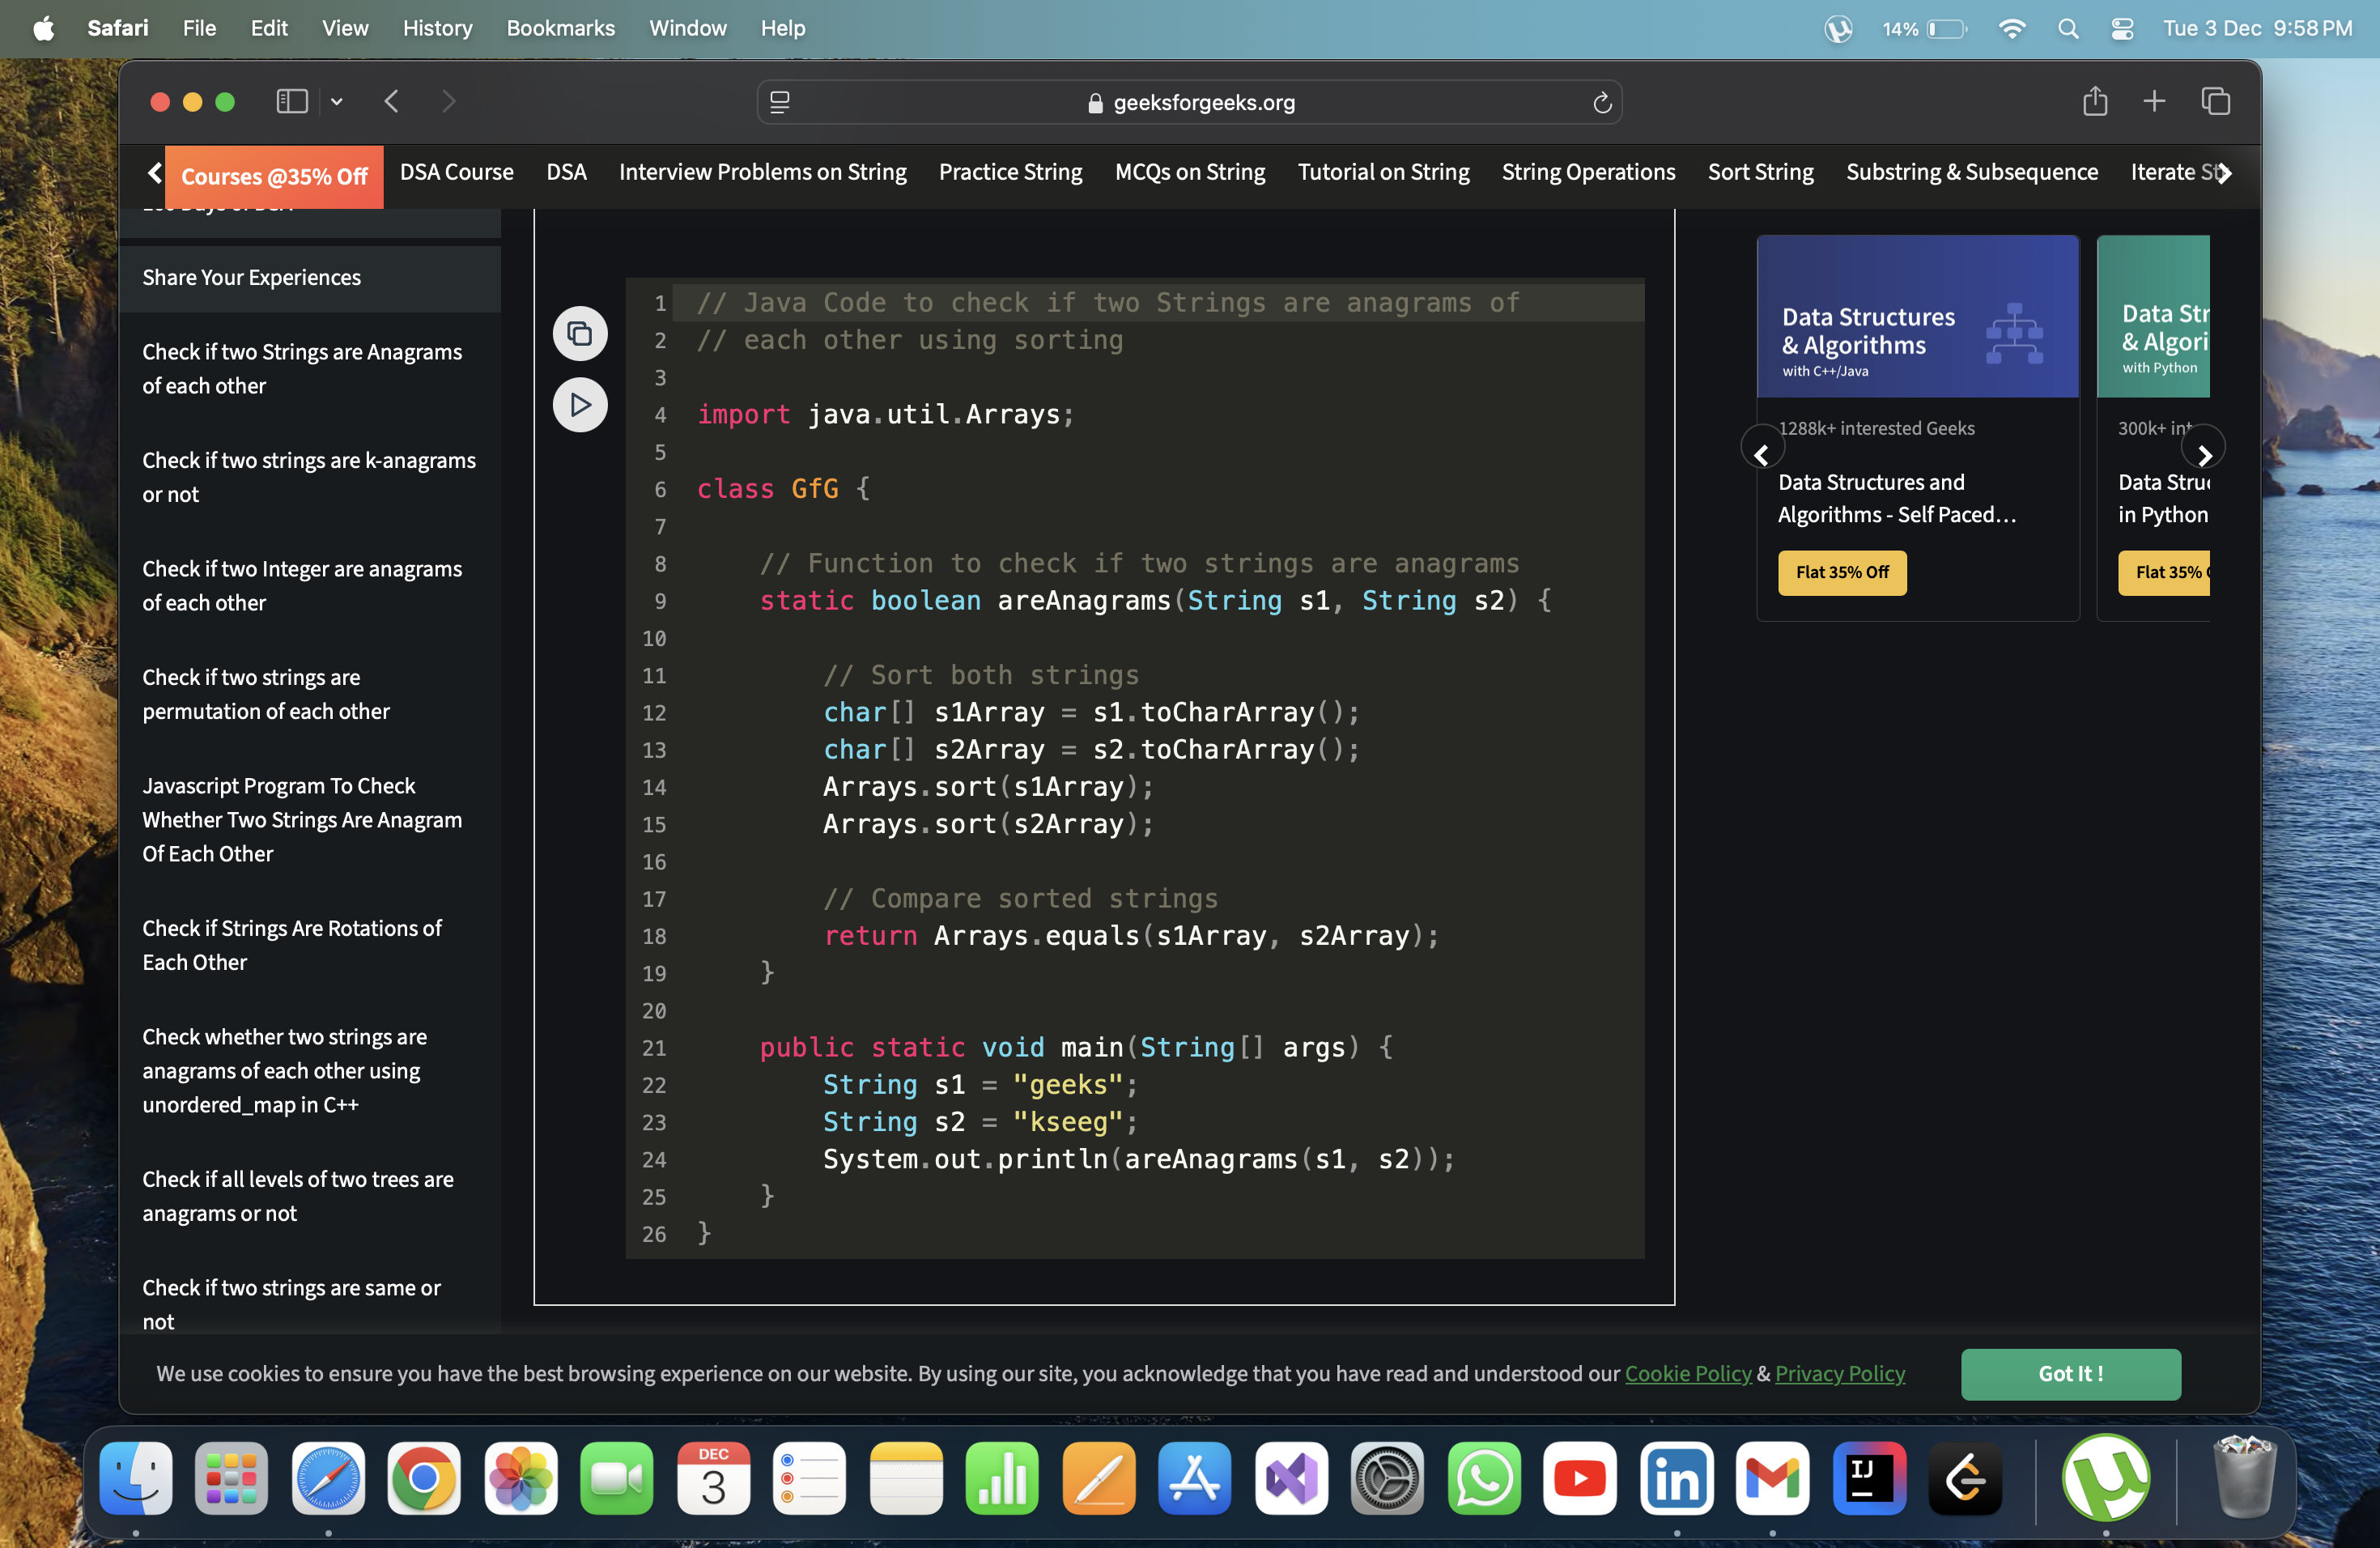 Safari File Edit View History Bookmarks Window Help 14% Tue 3 Dec 9:58 PM
geeksforgeeks.org
Courses @35% Off DSA Course DSA Interview Problems on String Practice String MCQs on String Tutorial on String String Operations Sort String Substring & Subsequence Iterate
Share Your Experiences
Check if two Strings are Anagrams
of each other
Check if two strings are k-anagrams
or not
Check if two Integer are anagrams
of each other
Check if two strings are
permutation of each other
Javascript Program To Check
Whether Two Strings Are Anagram
Of Each Other
Check if Strings Are Rotations of
Each Other
Check whether two strings are
anagrams of each other using
unordered_map in C++
Check if all levels of two trees are
anagrams or not
Check if two strings are same or
not
1 // Java Code to check if two Strings are anagrams of
2 // each other using sorting
3
4 import java.util.Arrays;
5
6 class GfG {
7
8 // Function to check if two strings are anagrams
9 static boolean areAnagrams(String s1, String s2) {
10
11 // Sort both strings
12 char[] s1Array = s1.toCharArray();
13 char[] s2Array = s2.toCharArray();
14 Arrays.sort(s1Array);
15 Arrays.sort(s2Array);
16
17 // Compare sorted strings
18 return Arrays.equals(s1Array, s2Array);
19 }
20
21 public static void main(String[] args) {
22 String s1 = "geeks";
23 String s2 = "kseeg";
24 System.out.println(areAnagrams(s1, s2));
25 }
26 }
Data Structures
& Algorithms
with C++/Java
1288k+ interested Geeks
Data Structures and
Algorithms - Self Paced...
Flat 35% Off
Data Str
& Algori
with Python
300k+ int
Data Stru
in Python
Flat 35%
We use cookies to ensure you have the best browsing experience on our website. By using our site, you acknowledge that you have read and understood our Cookie Policy & Privacy Policy
Got It !
DEC
3
in
IJ